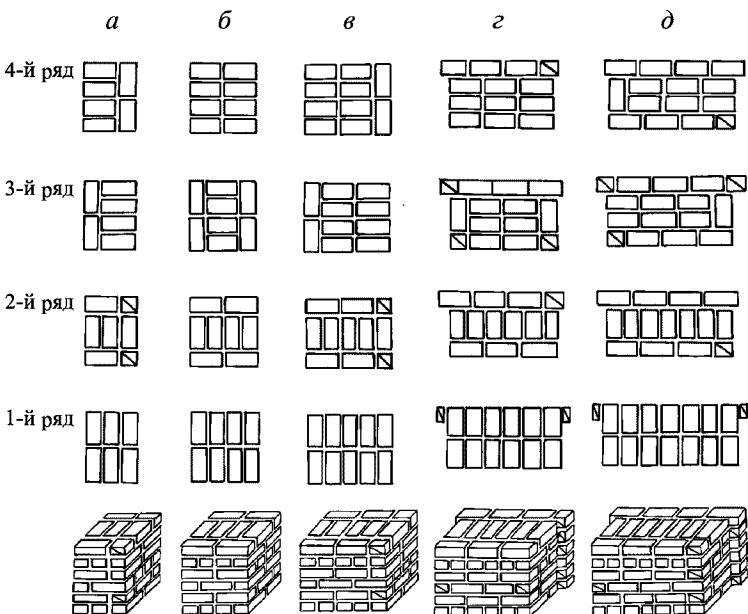 а б в г д
4-й ряд
3-й ряд
2-й ряд
1-й ряд